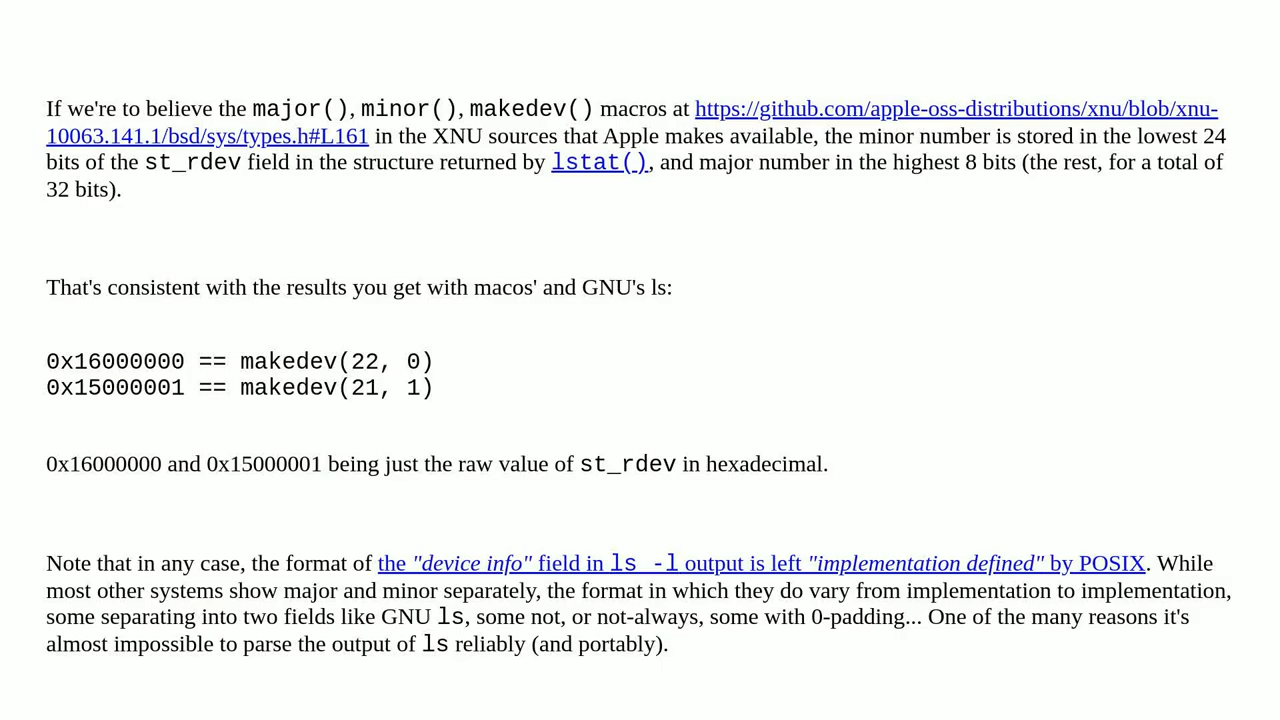 If we're to believe the major(), minor(), makedev() macros at https://github.com/apple-oss-distributions/xnu/blob/xnu-
10063.141.1/bsd/sys/types.h#L161 in the XNU sources that Apple makes available, the minor number is stored in the lowest 24
bits of the st_rdev field in the structure returned by lstat(), and major number in the highest 8 bits (the rest, for a total of
32 bits).
That's consistent with the results you get with macos' and GNU's ls:
0x16000000 == makedev(22, 0)
0x15000001 == makedev(21, 1)
0x16000000 and 0x15000001 being just the raw value of st_rdev in hexadecimal.
Note that in any case, the format of the "device info" field in ls -l output is left "implementation defined" by POSIX. While
most other systems show major and minor separately, the format in which they do vary from implementation to implementation,
some separating into two fields like GNU ls, some not, or not-always, some with 0-padding... One of the many reasons it's
almost impossible to parse the output of ls reliably (and portably).